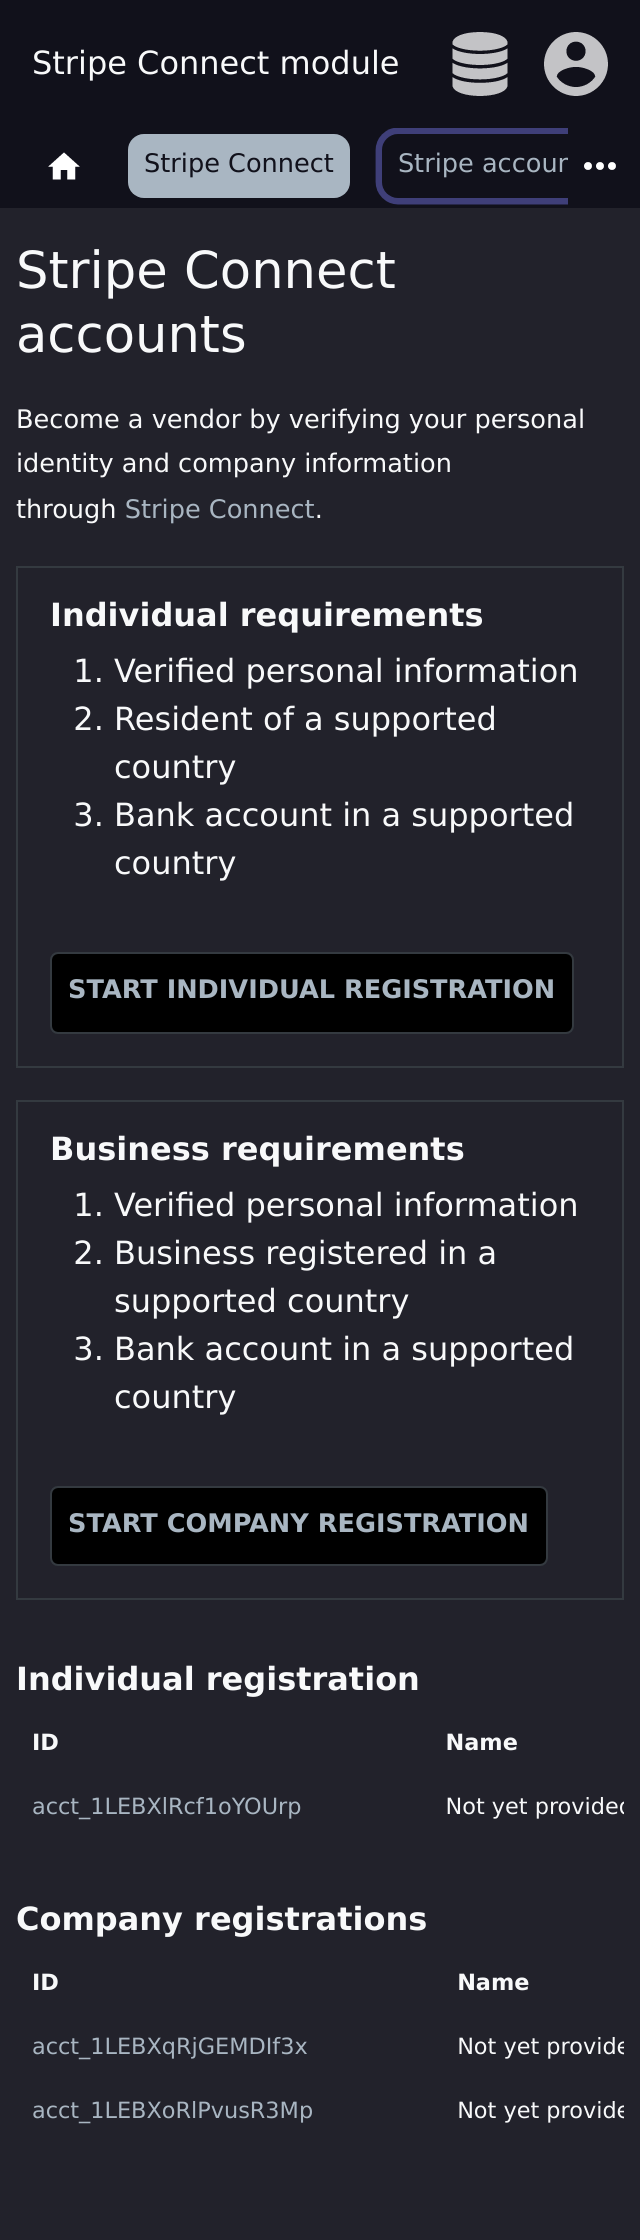 Stripe Connect module
Stripe Connect
Stripe accour
Stripe Connect
accounts
Become a vendor by verifying your personal
identity and company information
through Stripe Connect.
Individual requirements
1. Verified personal information
2. Resident of a supported
country
3. Bank account in a supported
country
START INDIVIDUAL REGISTRATION
Business requirements
1. Verified personal information
2. Business registered in a
supported country
3. Bank account in a supported
country
START COMPANY REGISTRATION
Individual registration
ID Name
acct_1LEBXlRcf1oYOUrp Not yet provided
Company registrations
ID Name
acct_1LEBXqRjGEMDIf3x Not yet provide
acct_1LEBXoRlPvusR3Mp Not yet provide